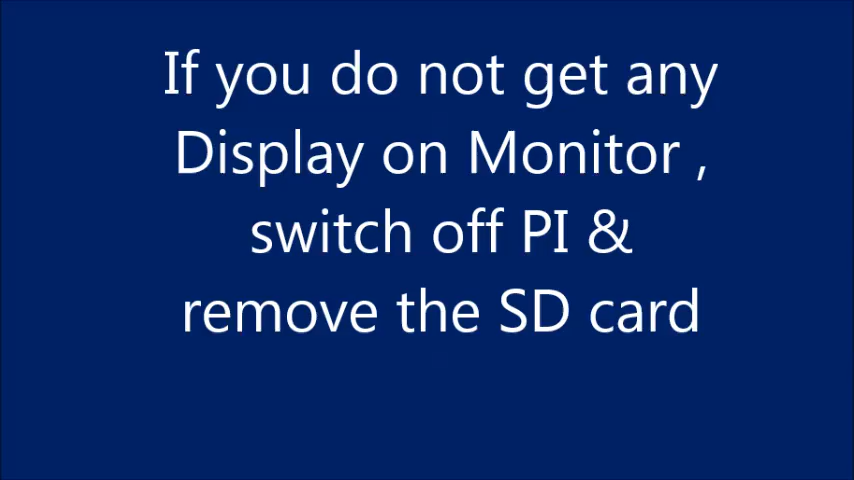 If you do not get any
Display on Monitor ,
switch off PI &
remove the SD card